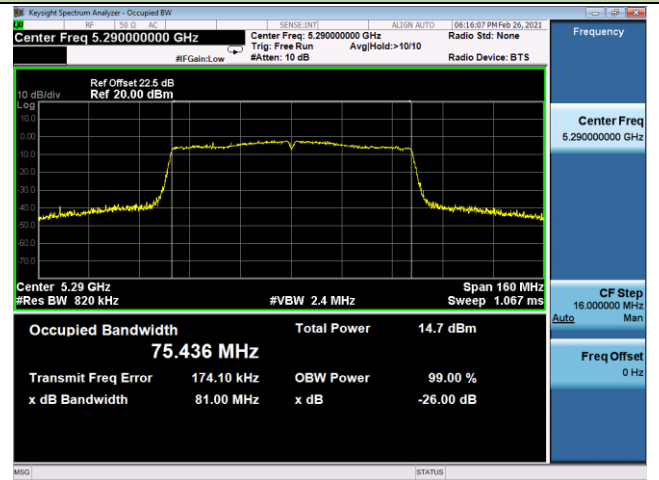 Keysight Spectrum Analyzer - Occupied BW
LXI RF 50 Ω AC SENSE:INT ALIGN AUTO 06:16:07 PM Feb 26, 2021
Center Freq 5.290000000 GHz
Center Freq: 5.290000000 GHz
Radio Std: None
Trig: Free Run Avg|Hold:>10/10
#IFGain:Low
#Atten: 10 dB
Radio Device: BTS
Frequency
Ref Offset 22.5 dB
10 dB/div Ref 20.00 dBm
Log
10.0
0.00
-10.0
-20.0
-30.0
-40.0
-50.0
-60.0
-70.0
Center 5.29 GHz Span 160 MHz
#Res BW 820 kHz #VBW 2.4 MHz Sweep 1.067 ms
Occupied Bandwidth Total Power 14.7 dBm
75.436 MHz
Transmit Freq Error 174.10 kHz OBW Power 99.00 %
x dB Bandwidth 81.00 MHz x dB -26.00 dB
Center Freq
5.290000000 GHz
CF Step
16.000000 MHz
Auto Man
Freq Offset
0 Hz
MSG STATUS